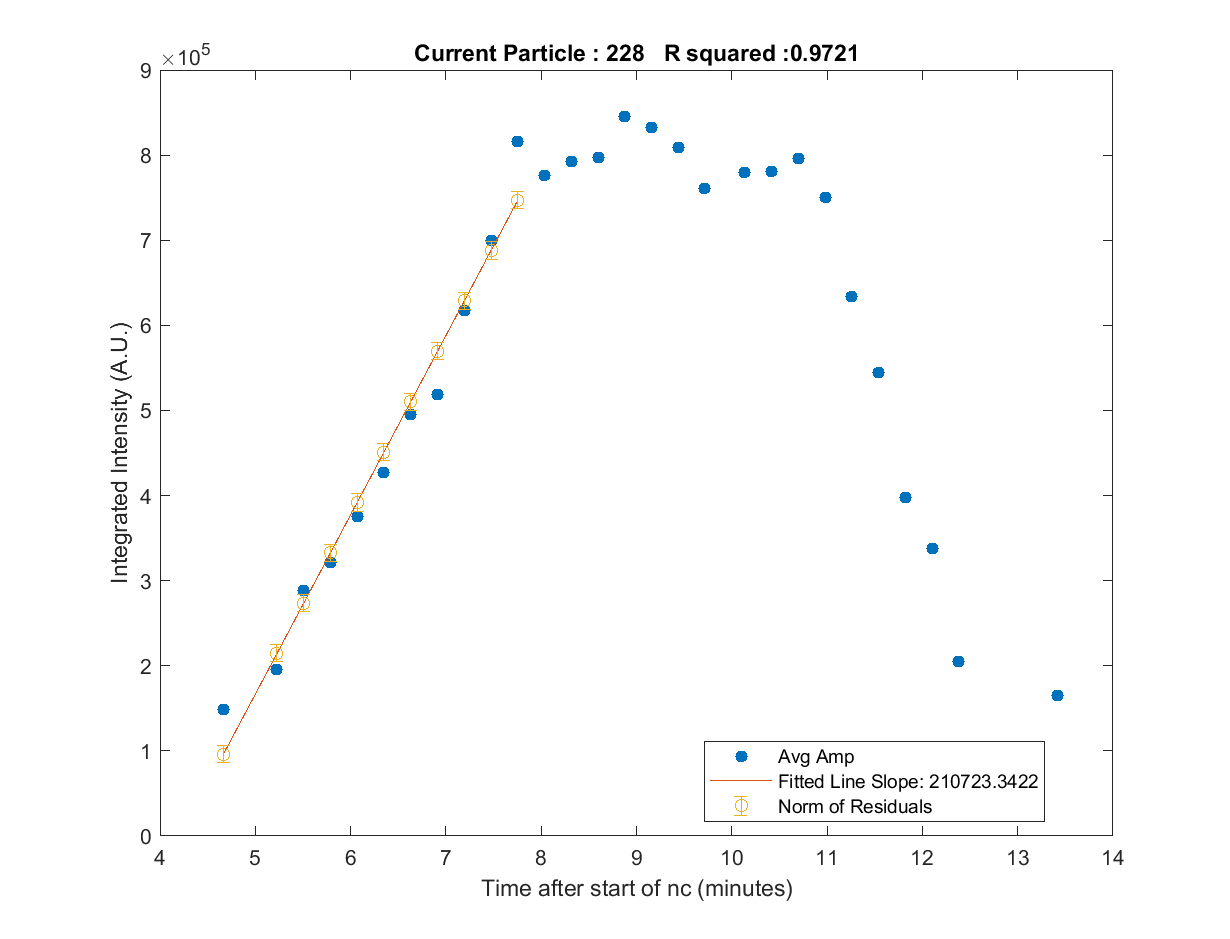 Current Particle : 228   R squared :0.9721
×10^5
9
8
7
6
5
4
3
2
1
0
Integrated Intensity (A.U.)
Avg Amp
Fitted Line Slope: 210723.3422
Norm of Residuals
4 5 6 7 8 9 10 11 12 13 14
Time after start of nc (minutes)